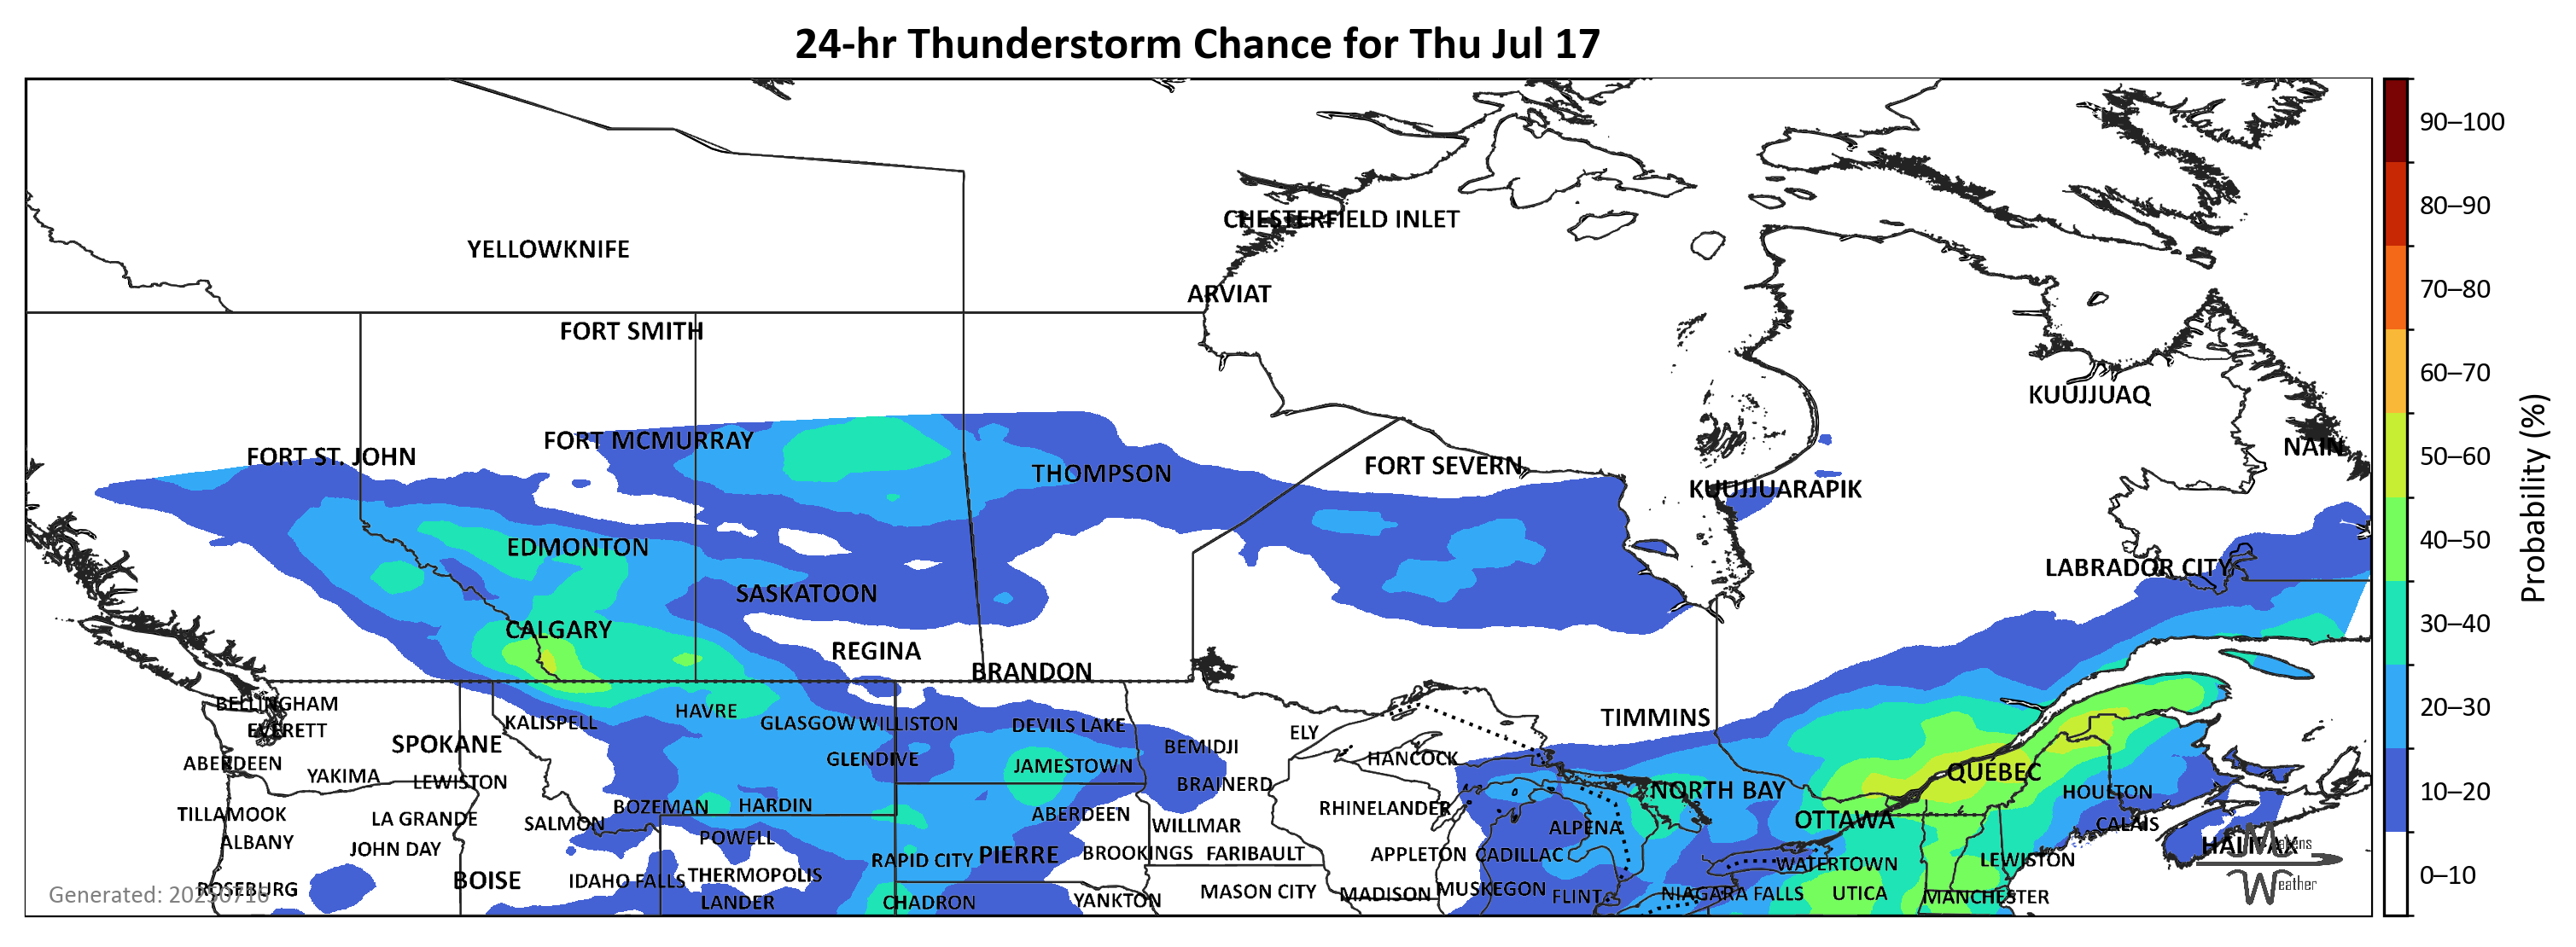 24-hr Thunderstorm Chance for Thu Jul 17
90–100
80–90
CHESTERFIELD INLET
YELLOWKNIFE
70–80
ARVIAT
FORT SMITH
60–70
KUUJJUAQ
FORT MCMURRAY
NAIN
FORT ST. JOHN
50–60
FORT SEVERN
THOMPSON
KUUJJUARAPIK
Probability (%)
40–50
EDMONTON
LABRADOR CITY
SASKATOON
30–40
CALGARY
REGINA
BRANDON
BELLINGHAM
20–30
HAVRE
TIMMINS
KALISPELL
GLASGOW
WILLISTON
DEVILS LAKE
EVERETT
ELY
SPOKANE
BEMIDJI
GLENDIVE
HANCOCK
ABERDEEN
JAMESTOWN
QUÉBEC
YAKIMA
LEWISTON
BRAINERD
NORTH BAY
HOULTON
10–20
BOZEMAN
HARDIN
RHINELANDER
TILLAMOOK
LA GRANDE
ABERDEEN
OTTAWA
SALMON
WILLMAR
ALPENA
CALAIS
POWELL
ALBANY
HALIFAX
JOHN DAY
BROOKINGS
FARIBAULT
APPLETON
CADILLAC
PIERRE
RAPID CITY
LEWISTON
WATERTOWN
THERMOPOLIS
0–10
BOISE
IDAHO FALLS
ROSEBURG
MUSKEGON
MASON CITY
MADISON
NIAGARA FALLS
UTICA
Generated: 20250716
FLINT
MANCHESTER
LANDER
CHADRON
YANKTON
Weather